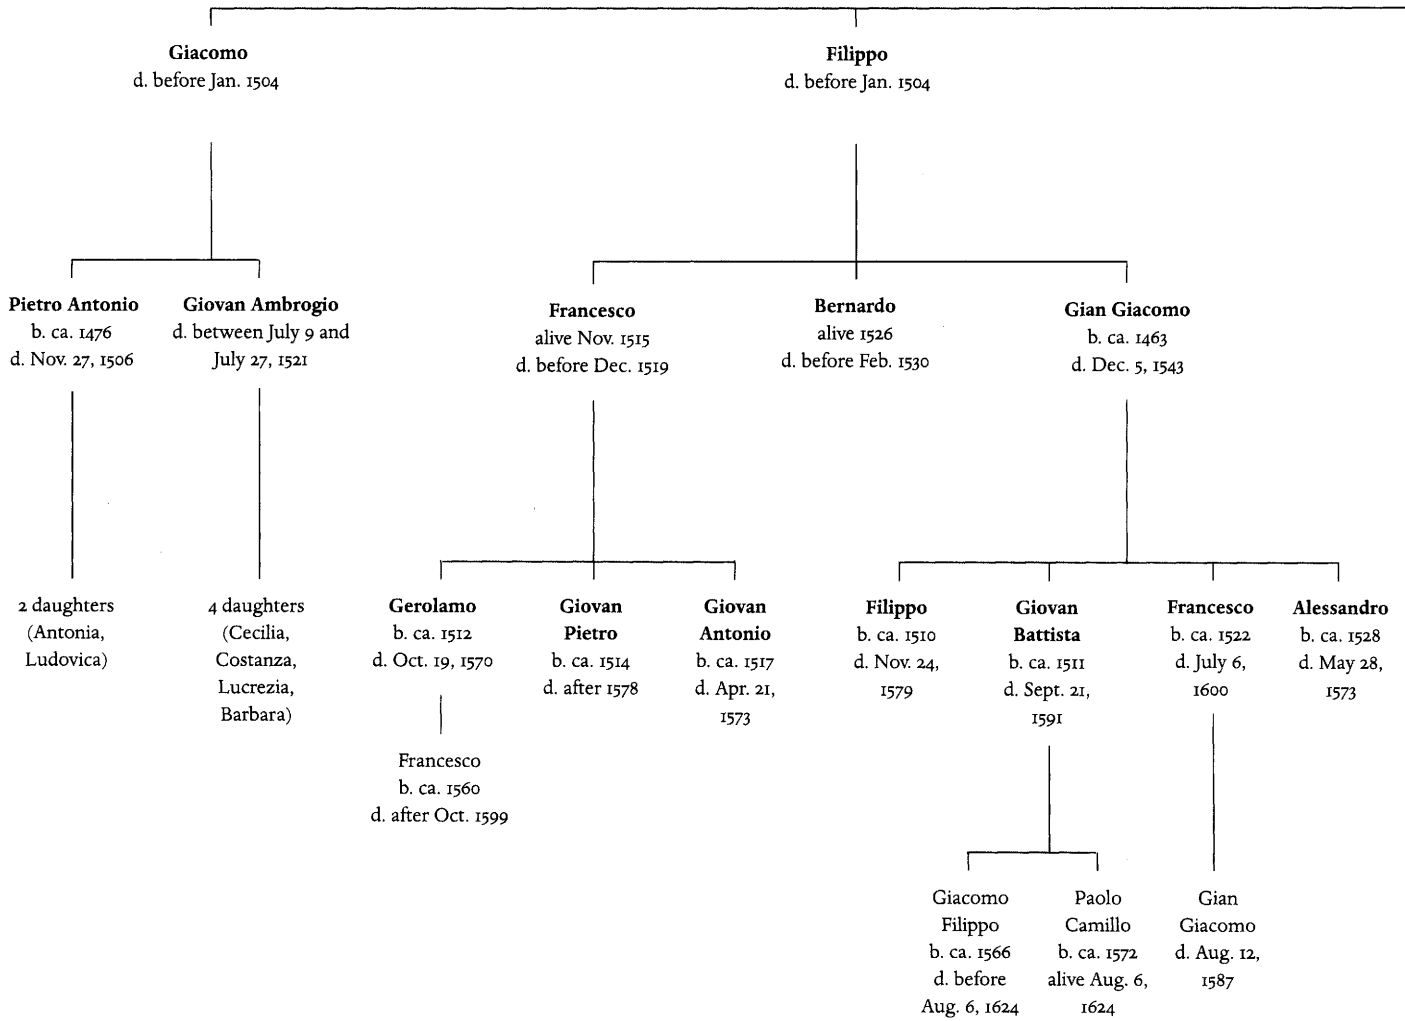 Giacomo
d. before Jan. 1504
Filippo
d. before Jan. 1504
Pietro Antonio
b. ca. 1476
d. Nov. 27, 1506
Giovan Ambrogio
d. between July 9 and
July 27, 1521
Francesco
alive Nov. 1515
d. before Dec. 1519
Bernardo
alive 1526
d. before Feb. 1530
Gian Giacomo
b. ca. 1463
d. Dec. 5, 1543
2 daughters
(Antonia,
Ludovica)
4 daughters
(Cecilia,
Costanza,
Lucrezia,
Barbara)
Gerolamo
b. ca. 1512
d. Oct. 19, 1570
Giovan
Pietro
b. ca. 1514
d. after 1578
Giovan
Antonio
b. ca. 1517
d. Apr. 21,
1573
Filippo
b. ca. 1510
d. Nov. 24,
1579
Giovan
Battista
b. ca. 1511
d. Sept. 21,
1591
Francesco
b. ca. 1522
d. July 6,
1600
Alessandro
b. ca. 1528
d. May 28,
1573
Francesco
b. ca. 1560
d. after Oct. 1599
Giacomo
Filippo
b. ca. 1566
d. before
Aug. 6, 1624
Paolo
Camillo
b. ca. 1572
alive Aug. 6,
1624
Gian
Giacomo
d. Aug. 12,
1587